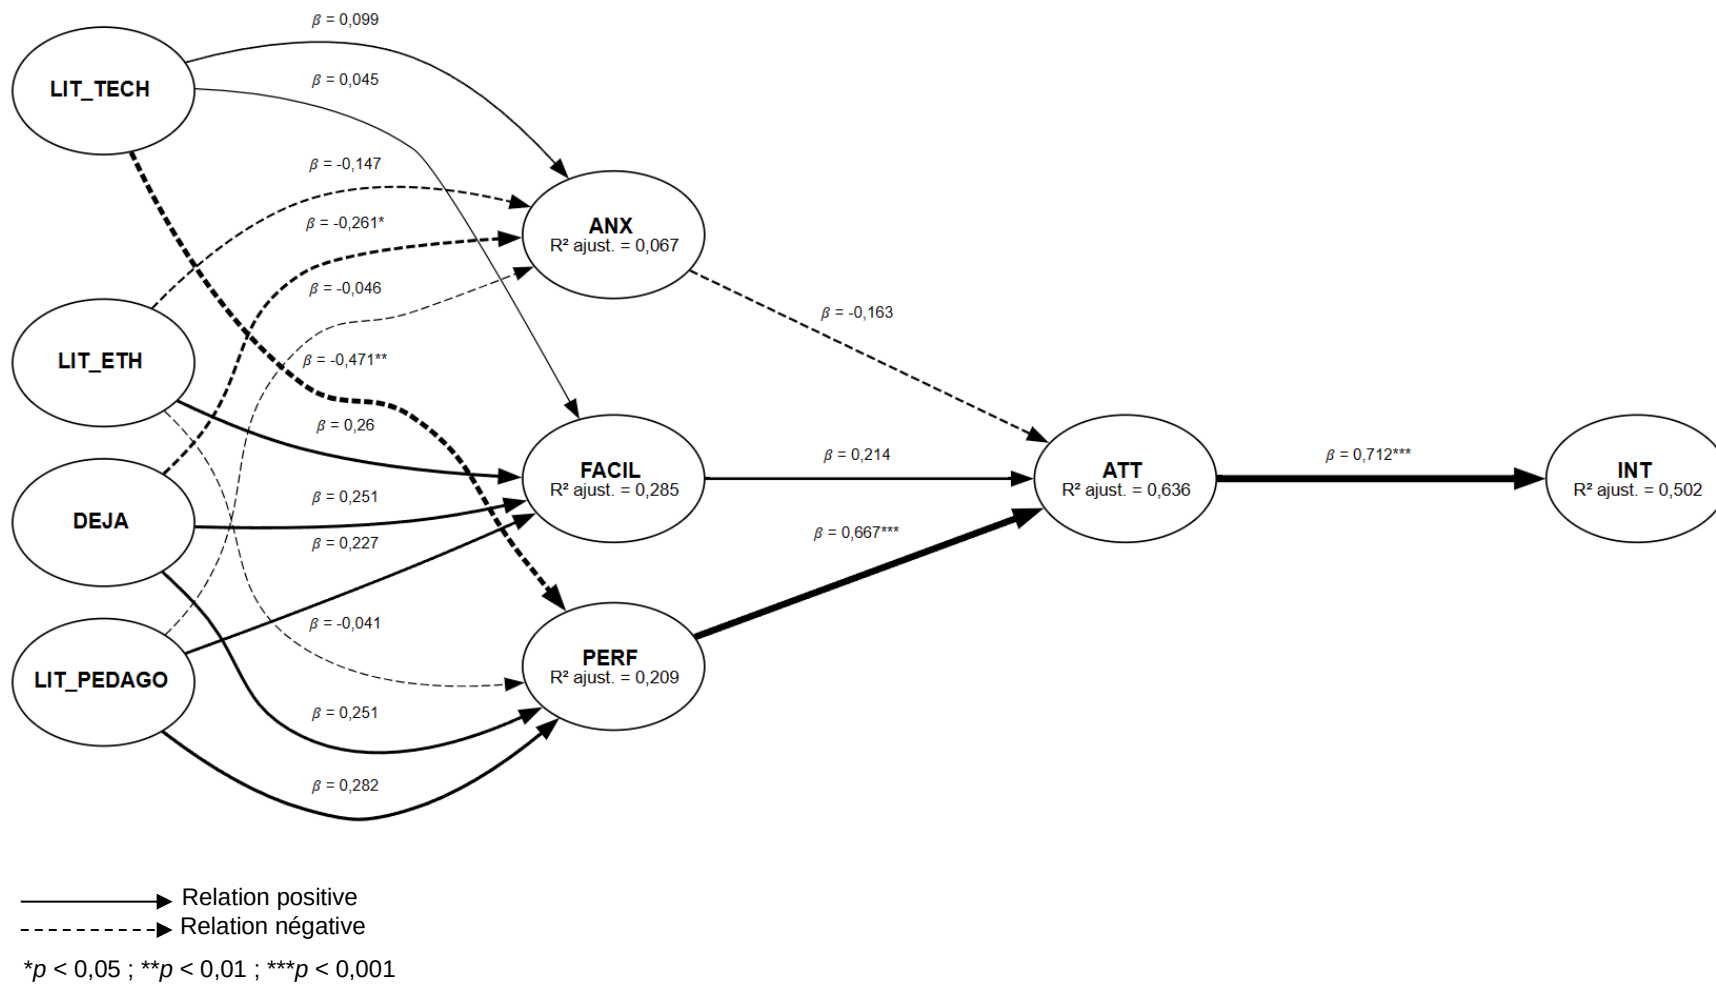 β = 0,099
LIT_TECH
β = 0,045
β = -0,147
β = -0,261*
ANX
R² ajust. = 0,067
β = -0,046
β = -0,163
LIT_ETH
β = -0,471**
β = 0,26
β = 0,214
β = 0,712***
FACIL
R² ajust. = 0,285
ATT
R² ajust. = 0,636
INT
R² ajust. = 0,502
β = 0,251
DEJA
β = 0,227
β = 0,667***
β = -0,041
PERF
R² ajust. = 0,209
LIT_PEDAGO
β = 0,251
β = 0,282
Relation positive
Relation négative
*p < 0,05 ; **p < 0,01 ; ***p < 0,001